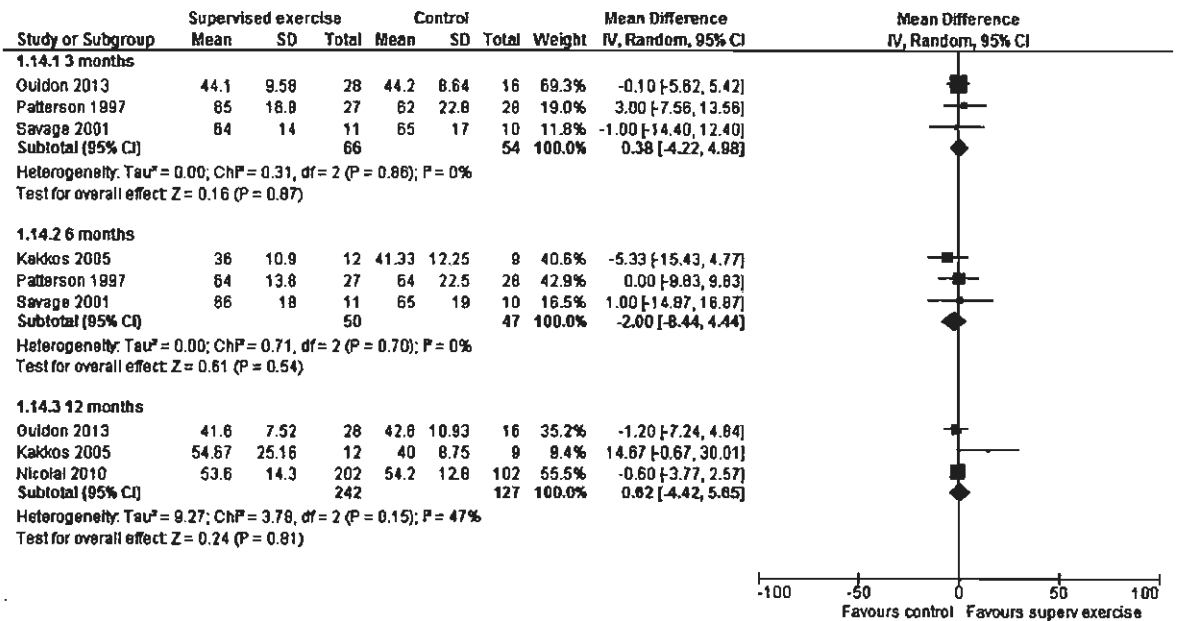 Supervised exercise Control Mean Difference Mean Difference
Study or Subgroup Mean SD Total Mean SD Total Weight IV, Random, 95% CI IV, Random, 95% CI
1.14.1 3 months
Guidon 2013 44.1 9.58 28 44.2 8.64 16 69.3% -0.10 [-5.62, 5.42]
Patterson 1997 65 16.9 27 62 22.8 28 19.0% 3.00 [-7.56, 13.56]
Savage 2001 64 14 11 65 17 10 11.8% -1.00 [-14.40, 12.40]
Subtotal (95% CI) 66 54 100.0% 0.38 [-4.22, 4.98]
Heterogeneity: Tau² = 0.00; Chi² = 0.31, df = 2 (P = 0.86); I² = 0%
Test for overall effect: Z = 0.16 (P = 0.87)
1.14.2 6 months
Kakkos 2005 36 10.9 12 41.33 12.25 9 40.6% -5.33 [-15.43, 4.77]
Patterson 1997 64 13.8 27 64 22.5 28 42.9% 0.00 [-9.83, 9.83]
Savage 2001 66 18 11 65 19 10 16.5% 1.00 [-14.87, 16.87]
Subtotal (95% CI) 50 47 100.0% -2.00 [-8.44, 4.44]
Heterogeneity: Tau² = 0.00; Chi² = 0.71, df = 2 (P = 0.70); I² = 0%
Test for overall effect: Z = 0.61 (P = 0.54)
1.14.3 12 months
Guidon 2013 41.6 7.52 28 42.8 10.93 16 35.2% -1.20 [-7.24, 4.84]
Kakkos 2005 54.67 25.16 12 40 8.75 9 9.4% 14.67 [-0.67, 30.01]
Nicolai 2010 53.6 14.3 202 54.2 12.8 102 55.5% -0.60 [-3.77, 2.57]
Subtotal (95% CI) 242 127 100.0% 0.62 [-4.42, 5.65]
Heterogeneity: Tau² = 9.27; Chi² = 3.78, df = 2 (P = 0.15); I² = 47%
Test for overall effect: Z = 0.24 (P = 0.81)
-100 -50 0 50 100
Favours control Favours superv exercise